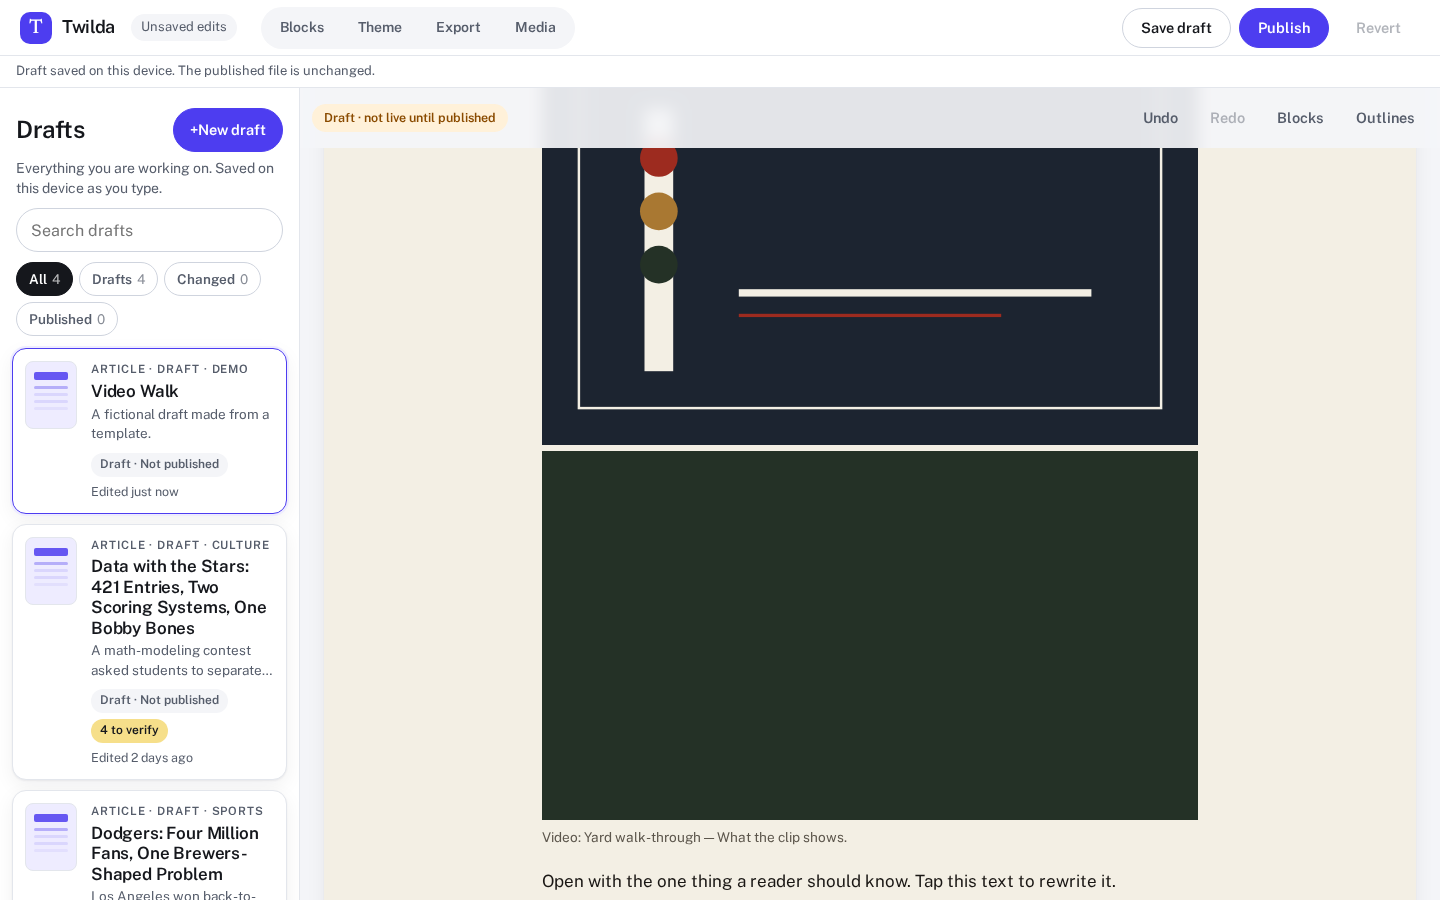 T Twilda Unsaved edits Blocks Theme Export Media Save draft Publish Revert
Draft saved on this device. The published file is unchanged.
Drafts
+New draft
Everything you are working on. Saved on
this device as you type.
Search drafts
All 4 Drafts 4 Changed 0
Published 0
ARTICLE · DRAFT · DEMO
Video Walk
A fictional draft made from a
template.
Draft · Not published
Edited just now
ARTICLE · DRAFT · CULTURE
Data with the Stars:
421 Entries, Two
Scoring Systems, One
Bobby Bones
A math-modeling contest
asked students to separate...
Draft · Not published
4 to verify
Edited 2 days ago
ARTICLE · DRAFT · SPORTS
Dodgers: Four Million
Fans, One Brewers-
Shaped Problem
Los Angeles won back-to-
Draft · not live until published
Undo Redo Blocks Outlines
Video: Yard walk-through — What the clip shows.
Open with the one thing a reader should know. Tap this text to rewrite it.